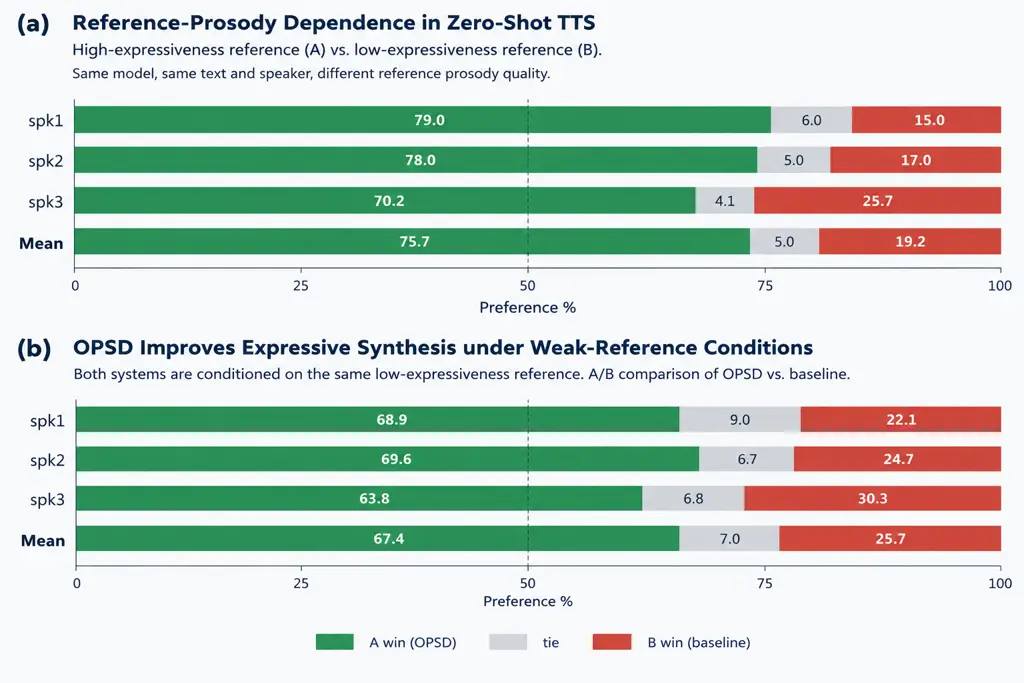 (a) Reference-Prosody Dependence in Zero-Shot TTS
High-expressiveness reference (A) vs. low-expressiveness reference (B).
Same model, same text and speaker, different reference prosody quality.
spk1 79.0 6.0 15.0
spk2 78.0 5.0 17.0
spk3 70.2 4.1 25.7
Mean 75.7 5.0 19.2
0 25 50 75 100
Preference %
(b) OPSD Improves Expressive Synthesis under Weak-Reference Conditions
Both systems are conditioned on the same low-expressiveness reference. A/B comparison of OPSD vs. baseline.
spk1 68.9 9.0 22.1
spk2 69.6 6.7 24.7
spk3 63.8 6.8 30.3
Mean 67.4 7.0 25.7
0 25 50 75 100
Preference %
A win (OPSD) tie B win (baseline)